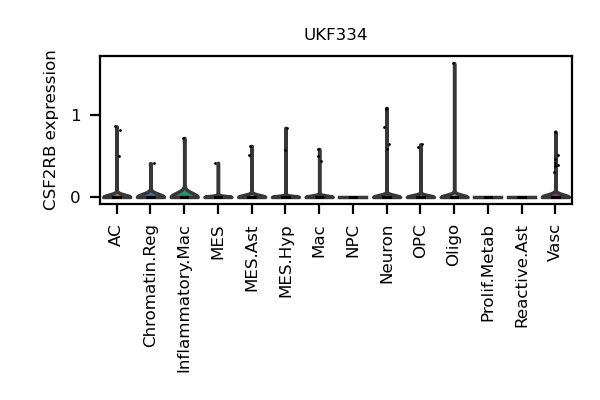 UKF334
CSF2RB expression
1
0
AC
Chromatin.Reg
Inflammatory.Mac
MES
MES.Ast
MES.Hyp
Mac
NPC
Neuron
OPC
Oligo
Prolif.Metab
Reactive.Ast
Vasc